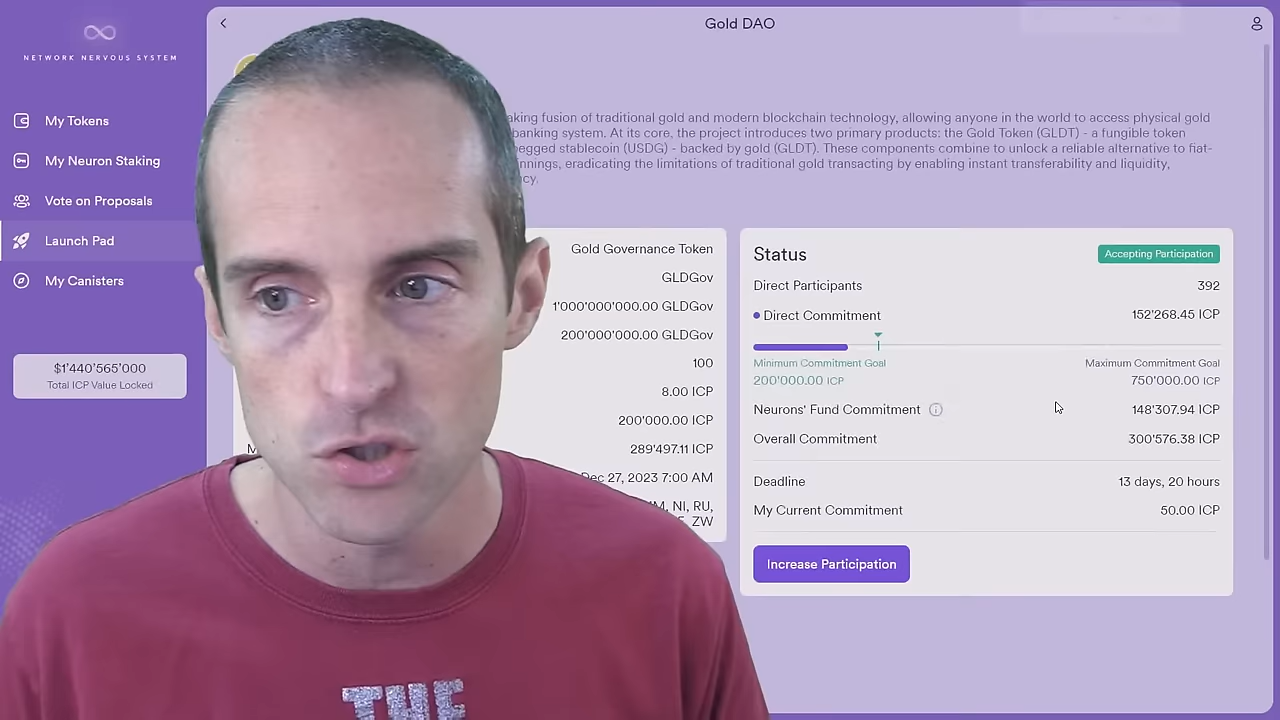 Gold DAO
NETWORK NERVOUS SYSTEM
My Tokens
My Neuron Staking
Vote on Proposals
Launch Pad
My Canisters
$1'440'565'000
Total ICP Value Locked
aking fusion of traditional gold and modern blockchain technology, allowing anyone in the world to access physical gold
banking system. At its core, the project introduces two primary products: the Gold Token (GLDT) - a fungible token
egged stablecoin (USDG) - backed by gold (GLDT). These components combine to unlock a reliable alternative to fiat-
nnings, eradicating the limitations of traditional gold transacting by enabling instant transferability and liquidity,
cy.
Gold Governance Token
GLDGov
1'000'000'000.00 GLDGov
200'000'000.00 GLDGov
100
8.00 ICP
200'000.00 ICP
M 289'497.11 ICP
Dec 27, 2023 7:00 AM
NI, RU,
ZW
Status
Accepting Participation
Direct Participants 392
Direct Commitment 152'268.45 ICP
Minimum Commitment Goal Maximum Commitment Goal
200'000.00 ICP 750'000.00 ICP
Neurons' Fund Commitment 148'307.94 ICP
Overall Commitment 300'576.38 ICP
Deadline 13 days, 20 hours
My Current Commitment 50.00 ICP
Increase Participation
THE